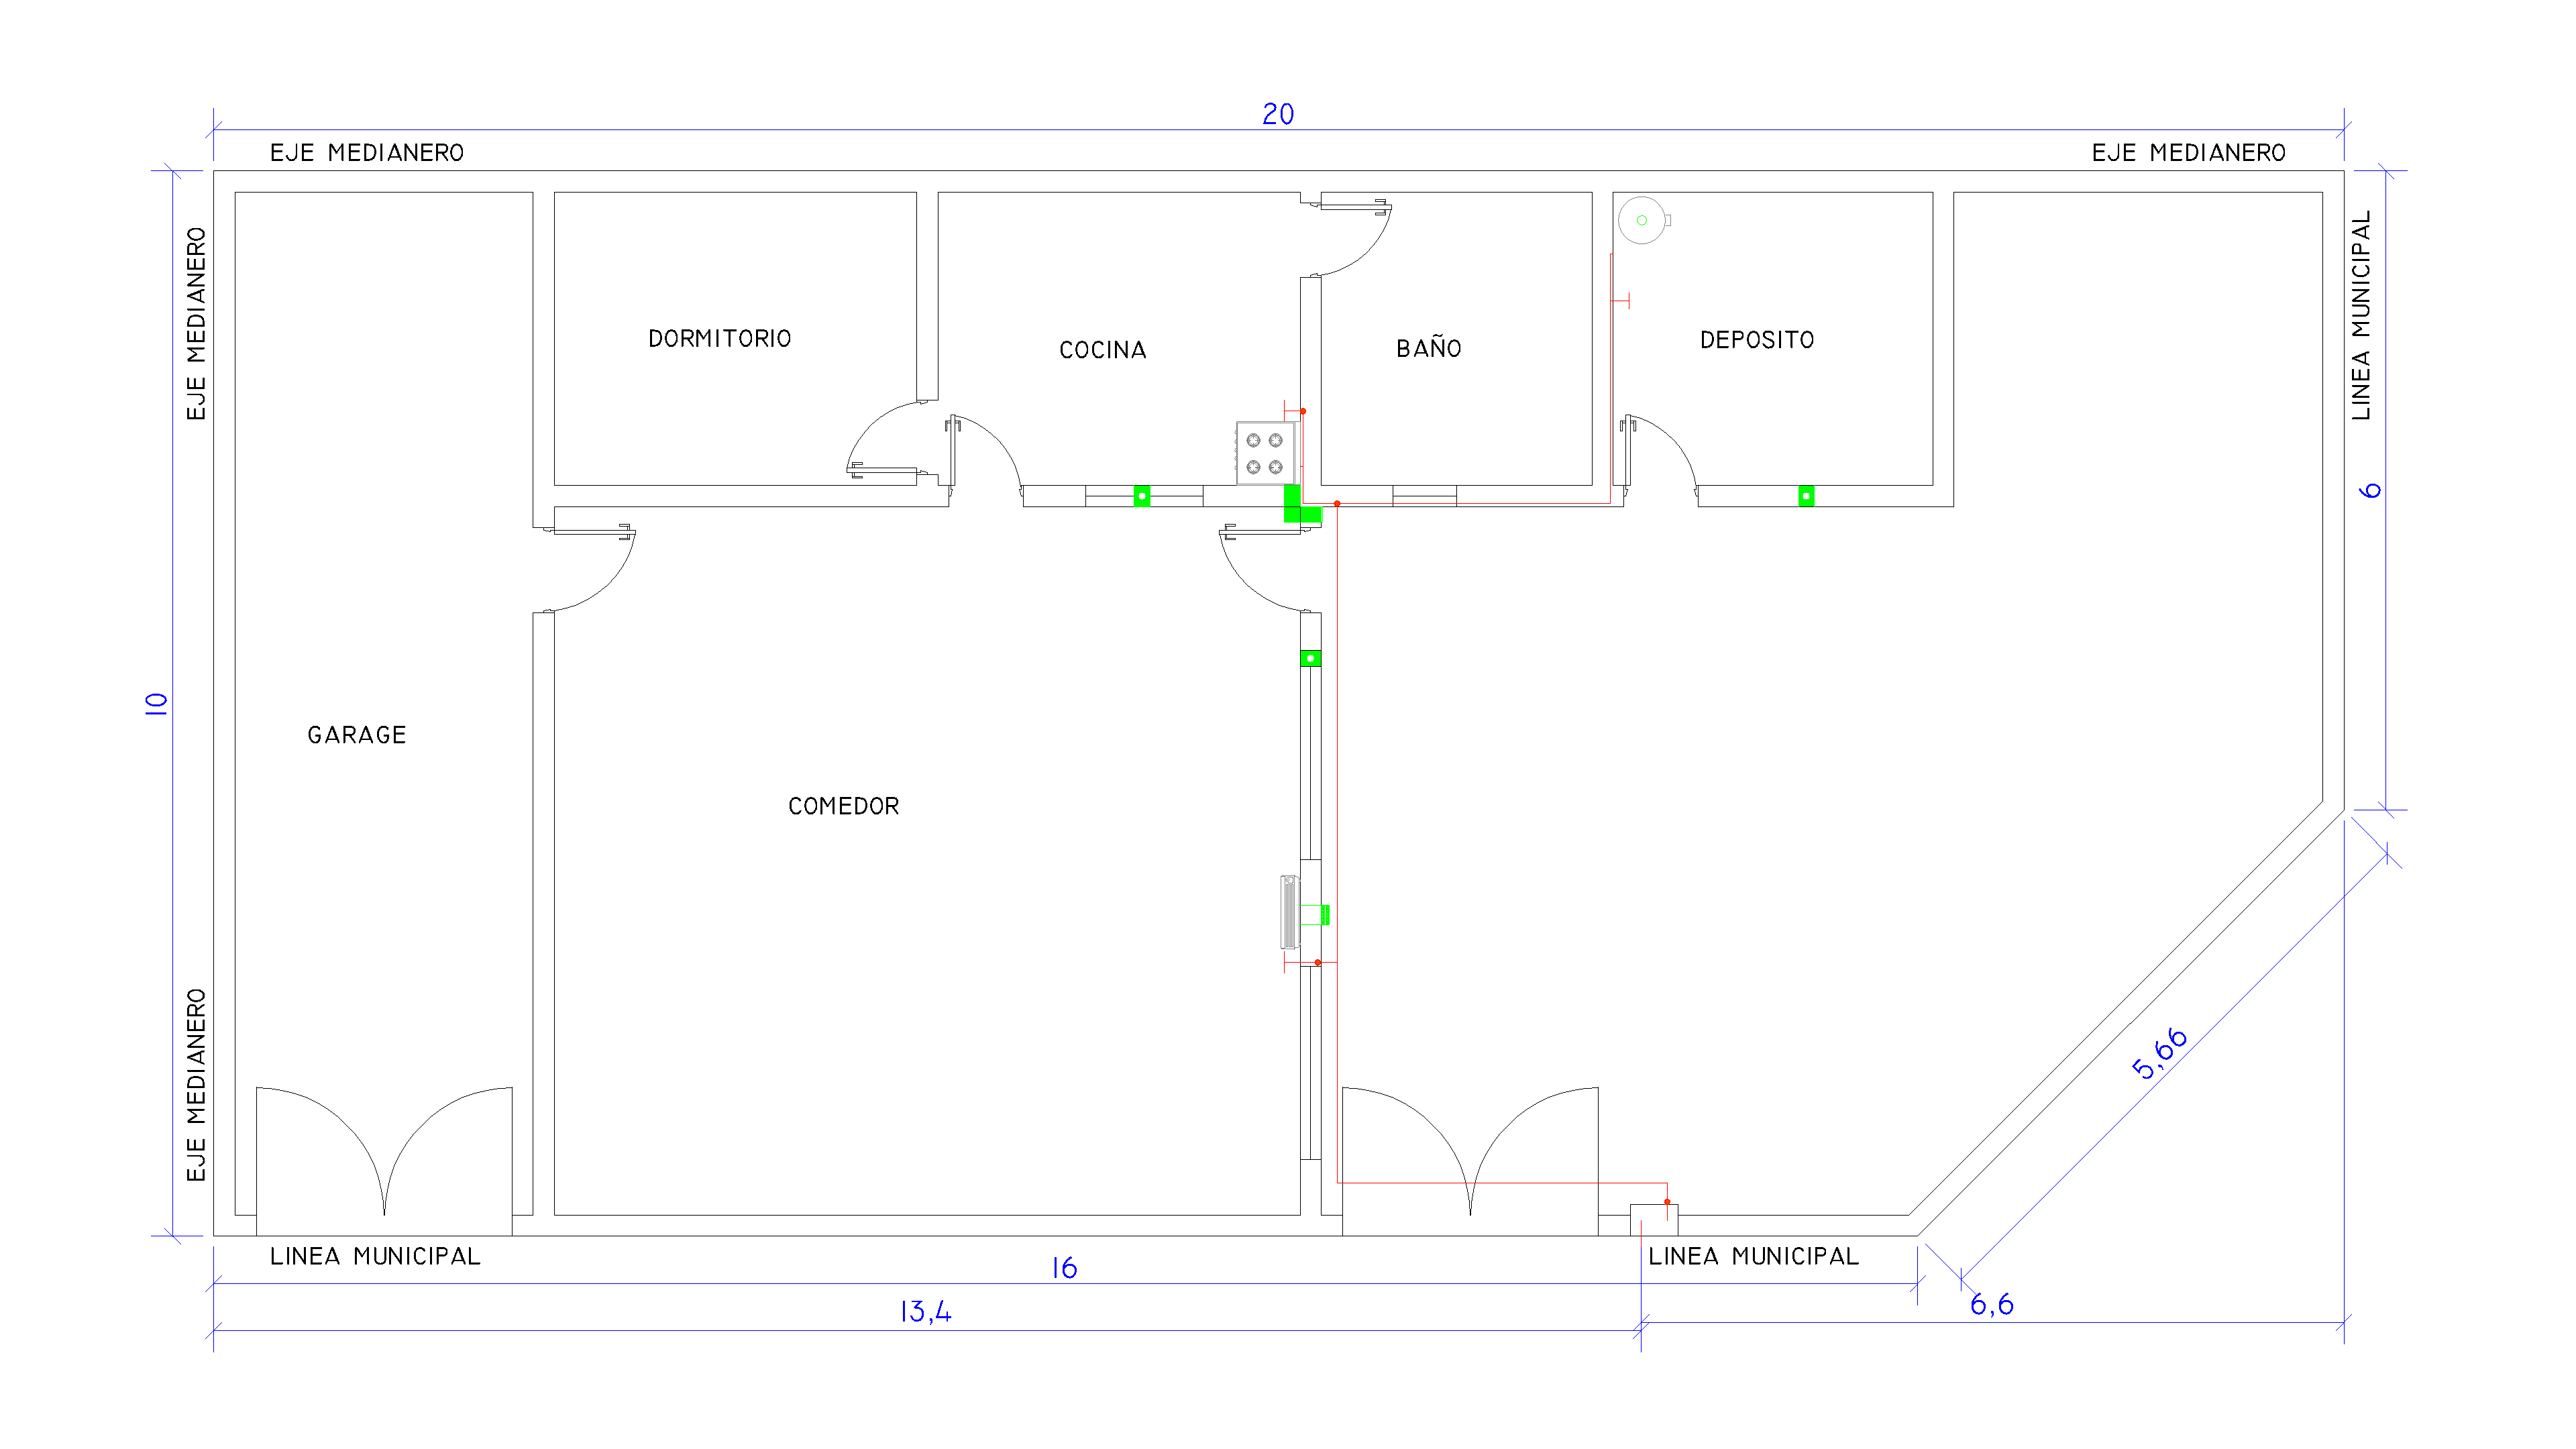 20
EJE MEDIANERO
EJE MEDIANERO
EJE MEDIANERO
LINEA MUNICIPAL
DORMITORIO
COCINA
BAÑO
DEPOSITO
6
10
GARAGE
COMEDOR
EJE MEDIANERO
5,66
LINEA MUNICIPAL
LINEA MUNICIPAL
16
13,4
6,6